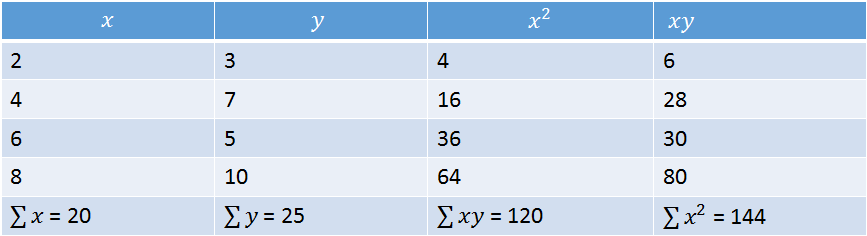 x y x² xy
2 3 4 6
4 7 16 28
6 5 36 30
8 10 64 80
∑x = 20 ∑y = 25 ∑xy = 120 ∑x² = 144